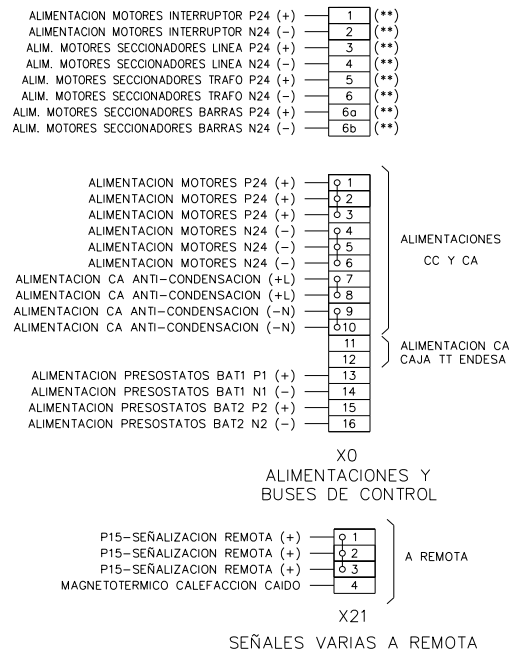 ALIMENTACION MOTORES INTERRUPTOR P24 (+) 1 (**)
ALIMENTACION MOTORES INTERRUPTOR N24 (-) 2 (**)
ALIM. MOTORES SECCIONADORES LINEA P24 (+) 3 (**)
ALIM. MOTORES SECCIONADORES LINEA N24 (-) 4 (**)
ALIM. MOTORES SECCIONADORES TRAFO P24 (+) 5 (**)
ALIM. MOTORES SECCIONADORES TRAFO N24 (-) 6 (**)
ALIM. MOTORES SECCIONADORES BARRAS P24 (+) 6a (**)
ALIM. MOTORES SECCIONADORES BARRAS N24 (-) 6b (**)
ALIMENTACION MOTORES P24 (+) 1
ALIMENTACION MOTORES P24 (+) 2
ALIMENTACION MOTORES P24 (+) 3
ALIMENTACION MOTORES N24 (-) 4
ALIMENTACION MOTORES N24 (-) 5
ALIMENTACION MOTORES N24 (-) 6
ALIMENTACION CA ANTI-CONDENSACION (+L) 7
ALIMENTACION CA ANTI-CONDENSACION (+L) 8
ALIMENTACION CA ANTI-CONDENSACION (-N) 9
ALIMENTACION CA ANTI-CONDENSACION (-N) 10
ALIMENTACIONES
CC Y CA
11
12
ALIMENTACION CA
CAJA TT ENDESA
ALIMENTACION PRESOSTATOS BAT1 P1 (+) 13
ALIMENTACION PRESOSTATOS BAT1 N1 (-) 14
ALIMENTACION PRESOSTATOS BAT2 P2 (+) 15
ALIMENTACION PRESOSTATOS BAT2 N2 (-) 16
X0
ALIMENTACIONES Y
BUSES DE CONTROL
P15-SEÑALIZACION REMOTA (+) 1
P15-SEÑALIZACION REMOTA (+) 2
P15-SEÑALIZACION REMOTA (+) 3
MAGNETOTERMICO CALEFACCION CAIDO 4
A REMOTA
X21
SEÑALES VARIAS A REMOTA